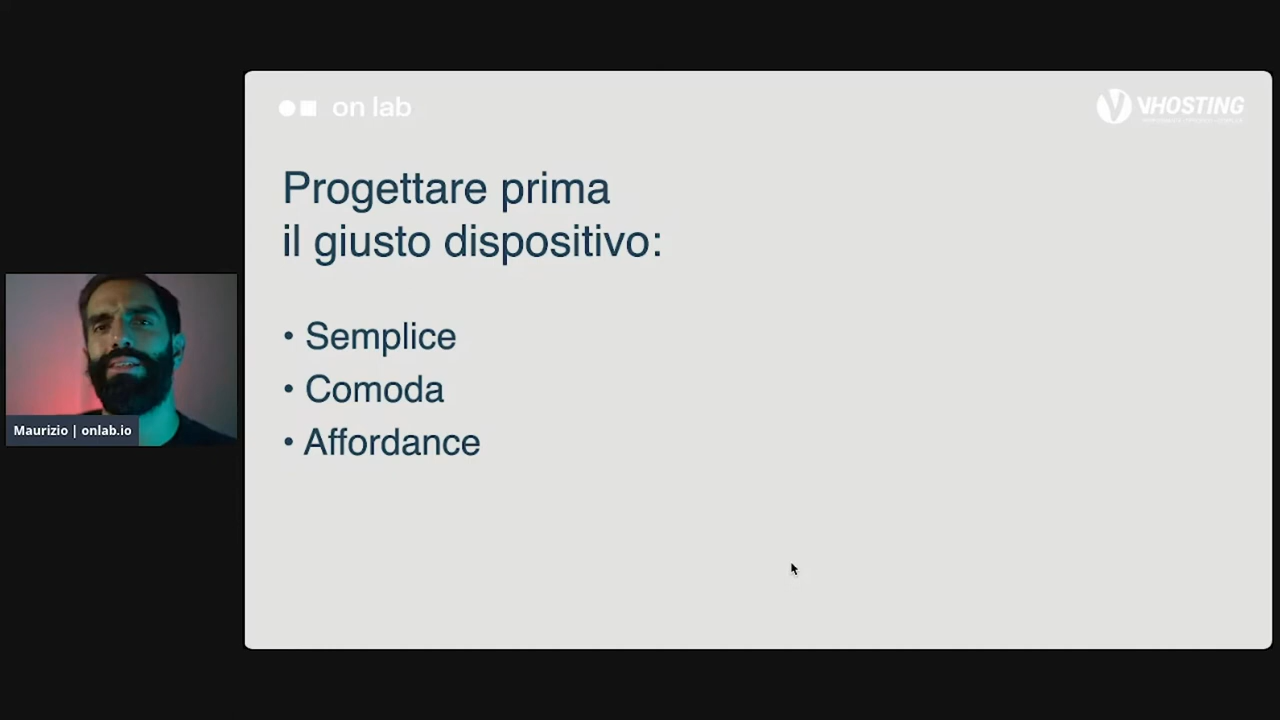 on lab
VHOSTING
Progettare prima
il giusto dispositivo:
• Semplice
• Comoda
• Affordance
Maurizio | onlab.io